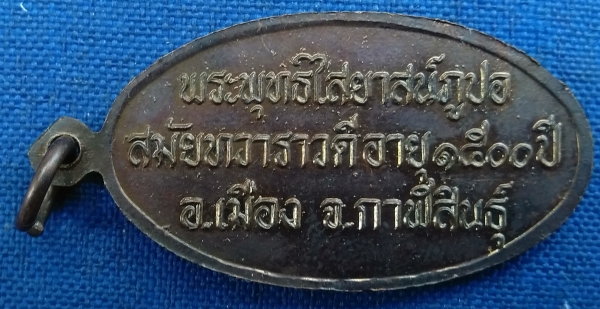 พระพุทธไสยาสน์ภูปอ
สมัยทวาราวดีอายุ๑๕๐๐ปี
อ.เมือง จ.กาฬสินธุ์